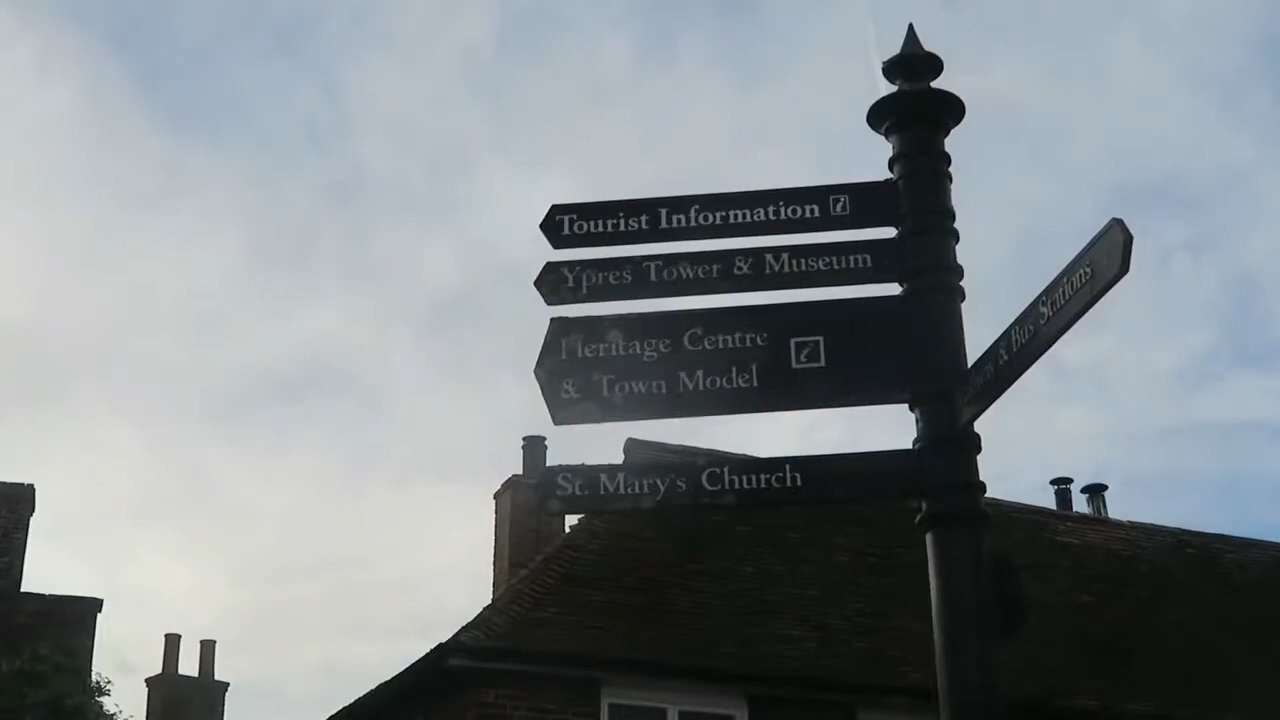 Tourist Information i
Ypres Tower & Museum
Heritage Centre
& Town Model i
St. Mary's Church
& Bus Stations